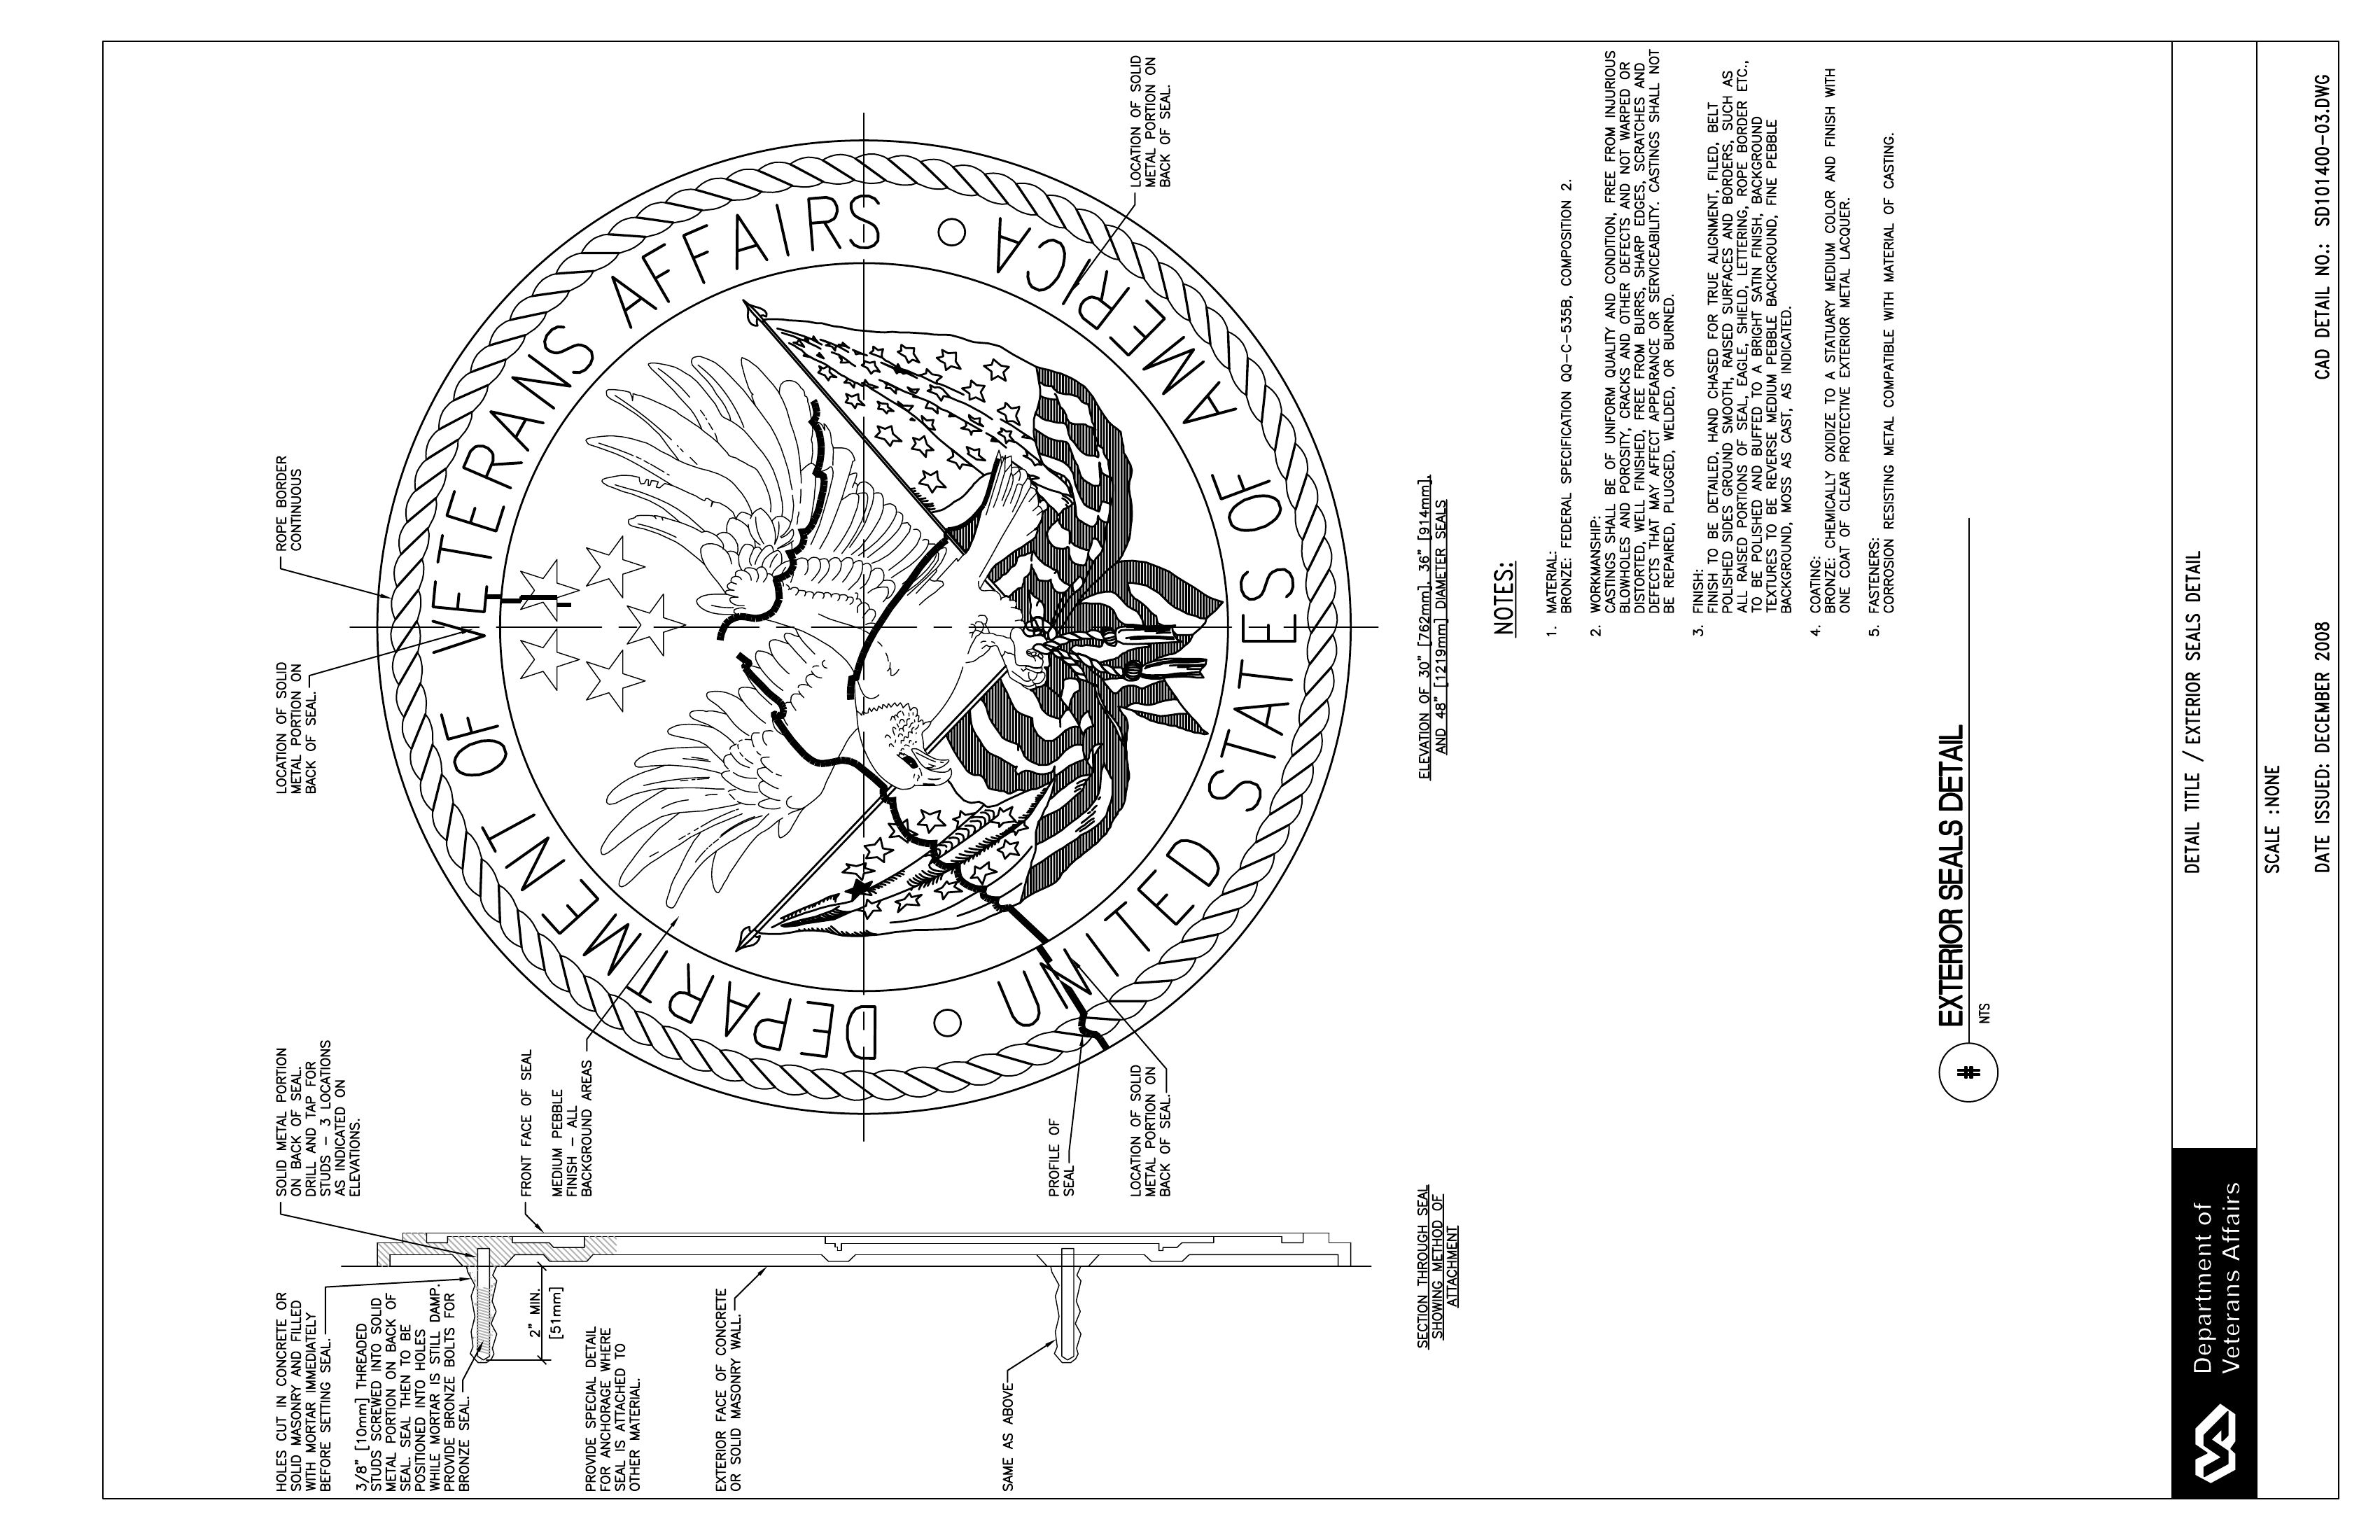 HOLES CUT IN CONCRETE OR
SOLID MASONRY AND FILLED
WITH MORTAR IMMEDIATELY
BEFORE SETTING SEAL.
3/8" [10mm] THREADED
STUDS SCREWED INTO SOLID
METAL PORTION ON BACK OF
SEAL. SEAL THEN TO BE
POSITIONED INTO HOLES
WHILE MORTAR IS STILL DAMP.
PROVIDE BRONZE BOLTS FOR
BRONZE SEAL.
2" MIN.
[51mm]
PROVIDE SPECIAL DETAIL
FOR ANCHORAGE WHERE
SEAL IS ATTACHED TO
OTHER MATERIAL.
EXTERIOR FACE OF CONCRETE
OR SOLID MASONRY WALL.
SAME AS ABOVE
SECTION THROUGH SEAL
SHOWING METHOD OF
ATTACHMENT
SOLID METAL PORTION
ON BACK OF SEAL.
DRILL AND TAP FOR
STUDS - 3 LOCATIONS
AS INDICATED ON
ELEVATIONS.
FRONT FACE OF SEAL
MEDIUM PEBBLE
FINISH - ALL
BACKGROUND AREAS
PROFILE OF
SEAL
LOCATION OF SOLID
METAL PORTION ON
BACK OF SEAL.
LOCATION OF SOLID
METAL PORTION ON
BACK OF SEAL.
ROPE BORDER
CONTINUOUS
LOCATION OF SOLID
METAL PORTION ON
BACK OF SEAL.
DEPARTMENT OF VETERANS AFFAIRS
UNITED STATES OF AMERICA
ELEVATION OF 30" [762mm], 36" [914mm],
AND 48" [1219mm] DIAMETER SEALS
NOTES:
1. MATERIAL:
BRONZE: FEDERAL SPECIFICATION QQ-C-535B, COMPOSITION 2.
2. WORKMANSHIP:
CASTINGS SHALL BE OF UNIFORM QUALITY AND CONDITION, FREE FROM INJURIOUS
BLOWHOLES AND POROSITY, CRACKS AND OTHER DEFECTS AND NOT WARPED OR
DISTORTED, WELL FINISHED, FREE FROM BURRS, SHARP EDGES, SCRATCHES AND
DEFECTS THAT MAY AFFECT APPEARANCE OR SERVICEABILITY. CASTINGS SHALL NOT
BE REPAIRED, PLUGGED, WELDED, OR BURNED.
3. FINISH:
FINISH TO BE DETAILED, HAND CHASED FOR TRUE ALIGNMENT, FILED, BELT
POLISHED SIDES GROUND SMOOTH, RAISED SURFACES AND BORDERS, SUCH AS
ALL RAISED PORTIONS OF SEAL, EAGLE, SHIELD, LETTERING, ROPE BORDER ETC.,
TO BE POLISHED AND BUFFED TO A BRIGHT SATIN FINISH, BACKGROUND
TEXTURES TO BE REVERSE MEDIUM PEBBLE BACKGROUND, FINE PEBBLE
BACKGROUND, MOSS AS CAST, AS INDICATED.
4. COATING:
BRONZE: CHEMICALLY OXIDIZE TO A STATUARY MEDIUM COLOR AND FINISH WITH
ONE COAT OF CLEAR PROTECTIVE EXTERIOR METAL LACQUER.
5. FASTENERS:
CORROSION RESISTING METAL COMPATIBLE WITH MATERIAL OF CASTING.
# EXTERIOR SEALS DETAIL
NTS
VA
Department of
Veterans Affairs
DETAIL TITLE / EXTERIOR SEALS DETAIL
SCALE :NONE
DATE ISSUED: DECEMBER 2008
CAD DETAIL NO.: SD101400-03.DWG